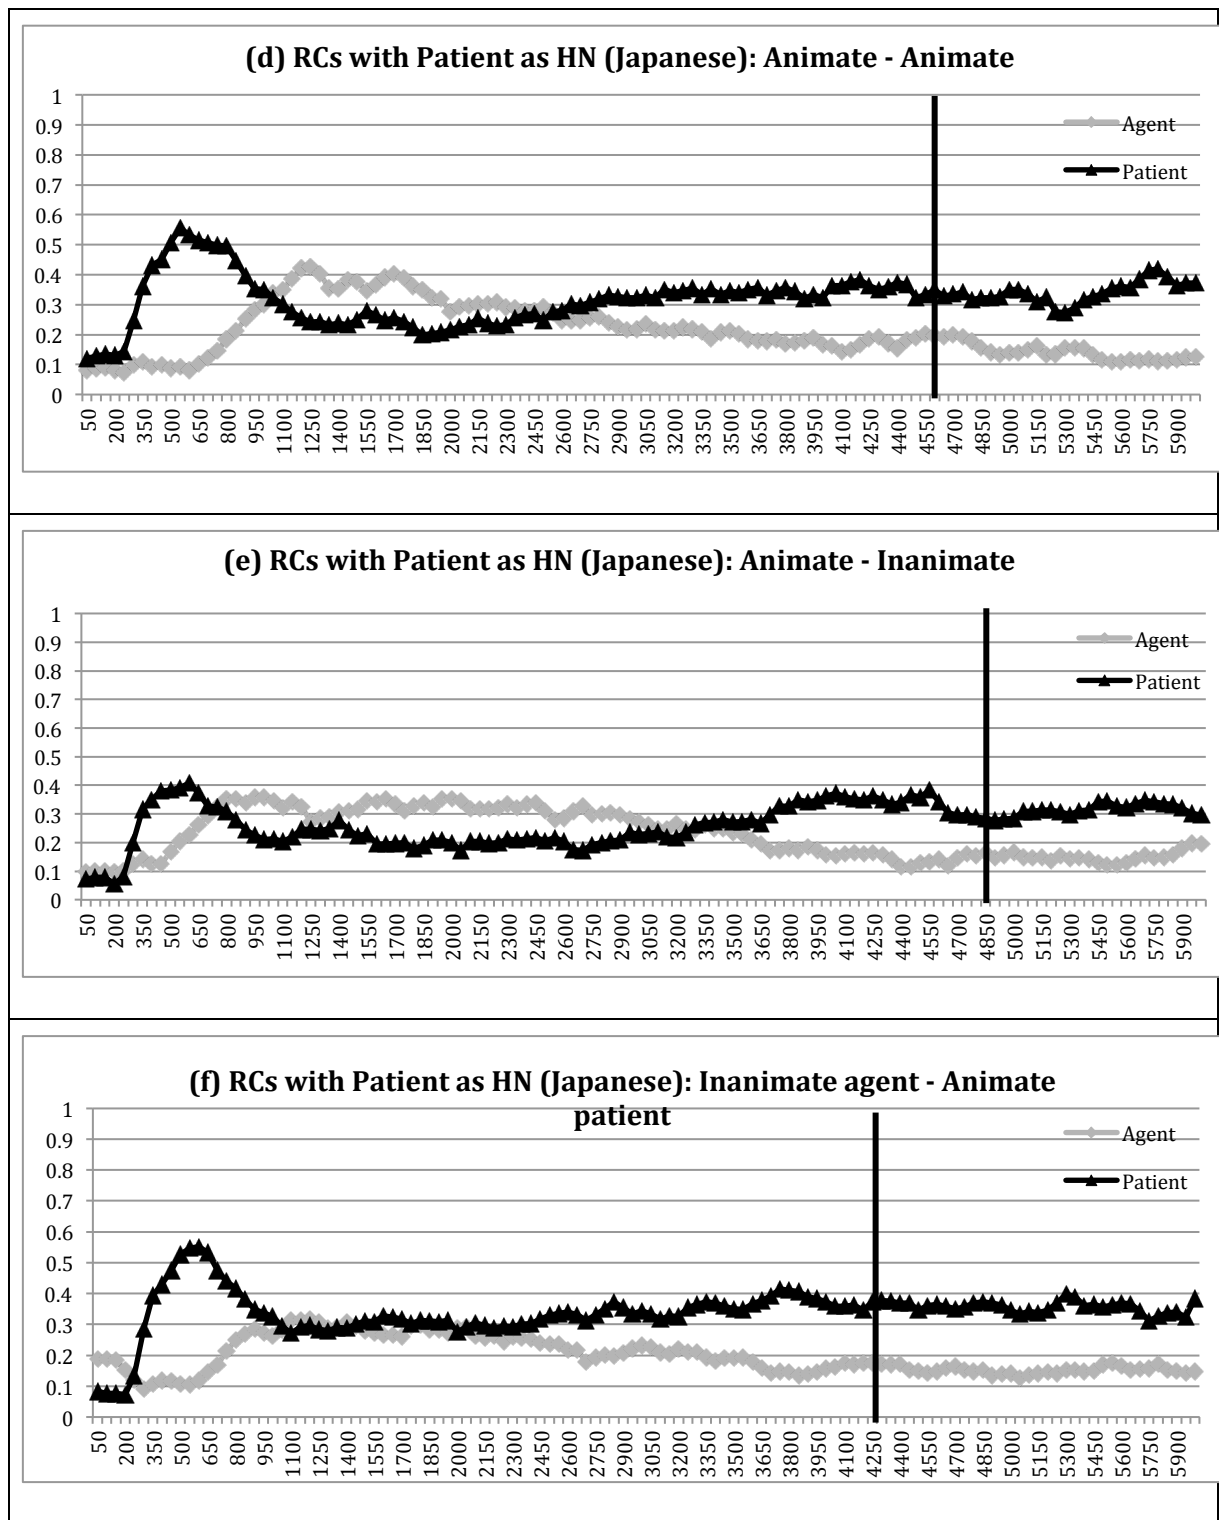 (d) RCs with Patient as HN (Japanese): Animate - Animate
1
0.9
0.8
0.7
0.6
0.5
0.4
0.3
0.2
0.1
0
Agent
Patient
50 200 350 500 650 800 950 1100 1250 1400 1550 1700 1850 2000 2150 2300 2450 2600 2750 2900 3050 3200 3350 3500 3650 3800 3950 4100 4250 4400 4550 4700 4850 5000 5150 5300 5450 5600 5750 5900
(e) RCs with Patient as HN (Japanese): Animate - Inanimate
1
0.9
0.8
0.7
0.6
0.5
0.4
0.3
0.2
0.1
0
Agent
Patient
50 200 350 500 650 800 950 1100 1250 1400 1550 1700 1850 2000 2150 2300 2450 2600 2750 2900 3050 3200 3350 3500 3650 3800 3950 4100 4250 4400 4550 4700 4850 5000 5150 5300 5450 5600 5750 5900
(f) RCs with Patient as HN (Japanese): Inanimate agent - Animate
patient
1
0.9
0.8
0.7
0.6
0.5
0.4
0.3
0.2
0.1
0
Agent
Patient
50 200 350 500 650 800 950 1100 1250 1400 1550 1700 1850 2000 2150 2300 2450 2600 2750 2900 3050 3200 3350 3500 3650 3800 3950 4100 4250 4400 4550 4700 4850 5000 5150 5300 5450 5600 5750 5900